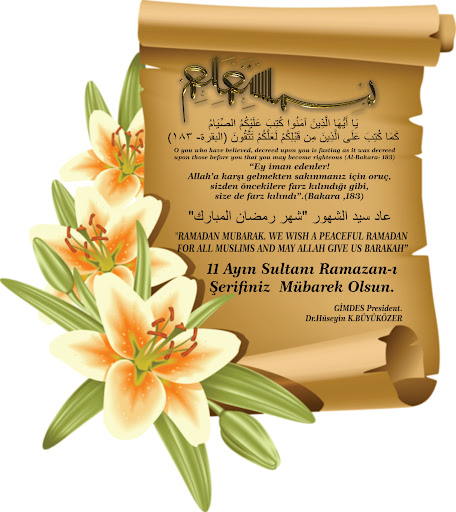 بسم الله الرحمن الرحيم
يَا أَيُّهَا الَّذِينَ آمَنُوا كُتِبَ عَلَيْكُمُ الصِّيَامُ
كَمَا كُتِبَ عَلَى الَّذِينَ مِن قَبْلِكُمْ لَعَلَّكُمْ تَتَّقُونَ (البقرة- ١٨٣)
O you who have believed, decreed upon you is fasting as it was decreed
upon those before you that you may become righteous (Al-Bakara- 183)
“Ey iman edenler!
Allah’a karşı gelmekten sakınmanız için oruç,
sizden öncekilere farz kılındığı gibi,
size de farz kılındı”.(Bakara ,183)
عاد سيد الشهور "شهر رمضان المبارك"
"RAMADAN MUBARAK. WE WISH A PEACEFUL RAMADAN
FOR ALL MUSLIMS AND MAY ALLAH GIVE US BARAKAH”
11 Ayın Sultanı Ramazan-ı
Şerifiniz Mübarek Olsun.
GİMDES President.
Dr.Hüseyin K.BÜYÜKÖZER